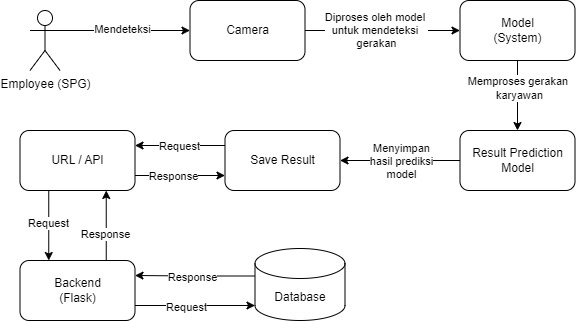 Mendeteksi
Employee (SPG)
Camera
Diproses oleh model
untuk mendeteksi
gerakan
Model
(System)
Memproses gerakan
karyawan
Result Prediction
Model
Menyimpan
hasil prediksi
model
Save Result
Request
Response
URL / API
Request
Response
Backend
(Flask)
Response
Request
Database